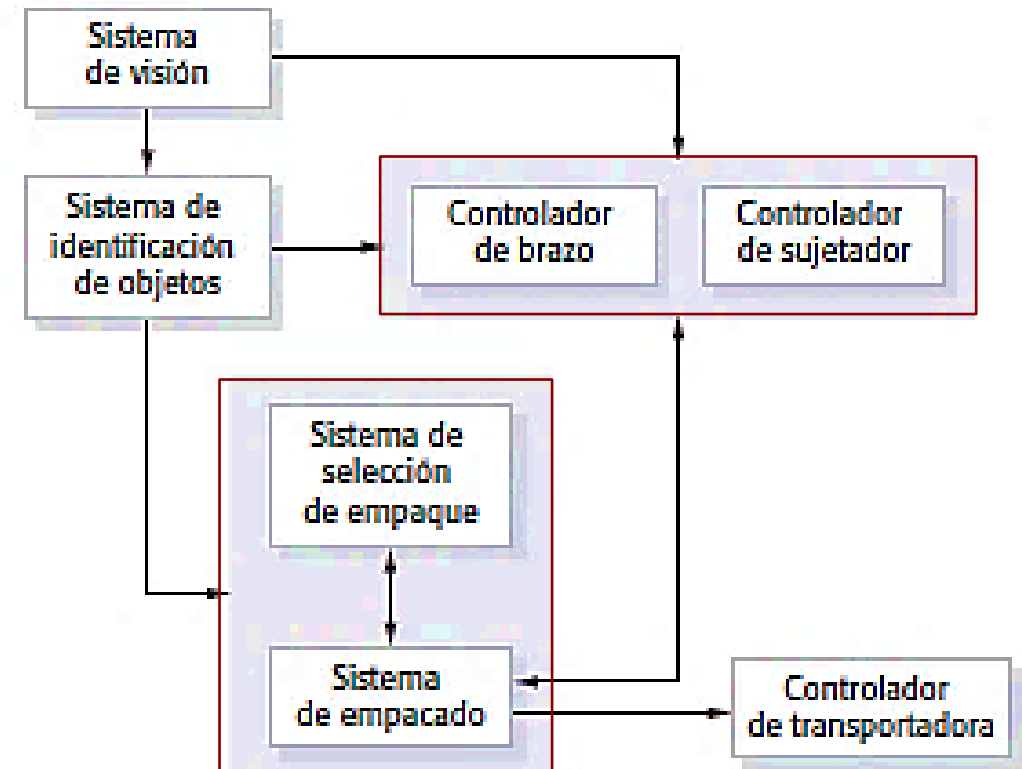 Sistema
de visión
Sistema de
identificación
de objetos
Controlador
de brazo
Controlador
de sujetador
Sistema de
selección
de empaque
Sistema
de empacado
Controlador
de transportadora